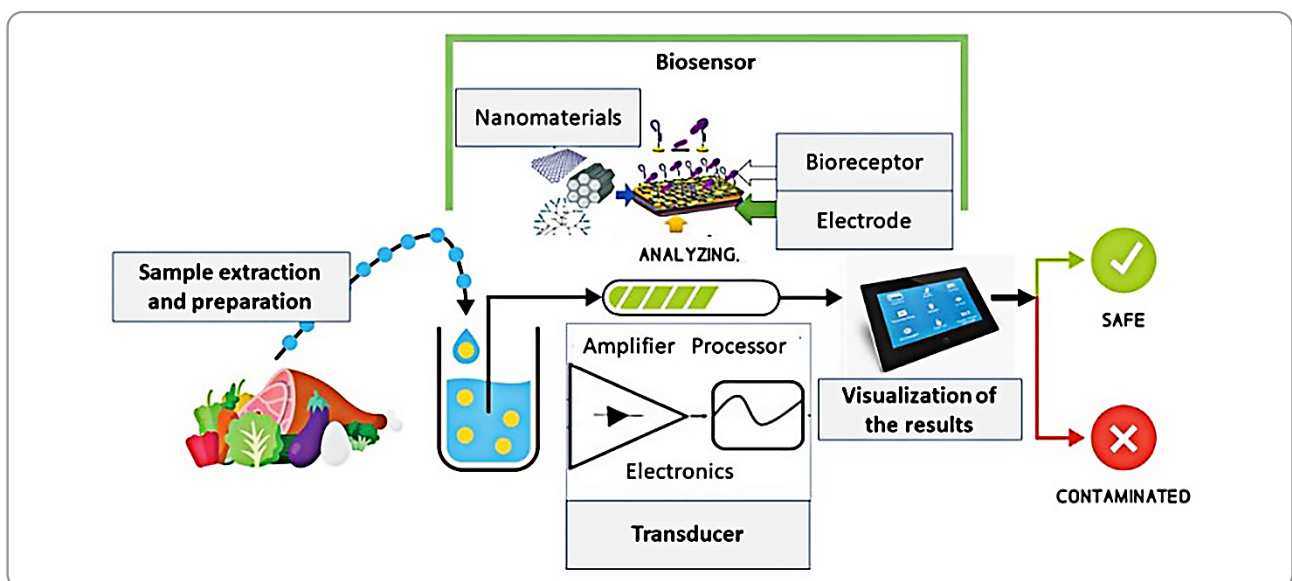 Biosensor
Nanomaterials
Bioreceptor
Electrode
ANALYZING.
Sample extraction
and preparation
SAFE
Amplifier Processor
Electronics
Transducer
Visualization of
the results
CONTAMINATED